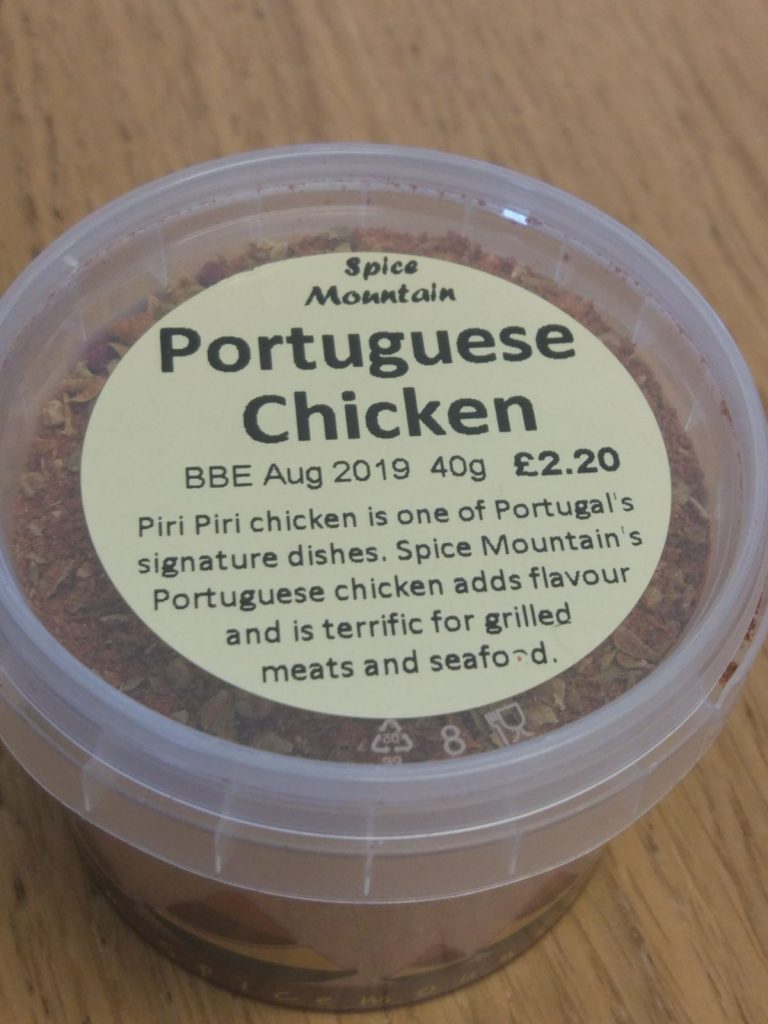 Spice
Mountain
Portuguese
Chicken
BBE Aug 2019 40g £2.20
Piri Piri chicken is one of Portugal's
signature dishes. Spice Mountain's
Portuguese chicken adds flavour
and is terrific for grilled
meats and seafood.
8